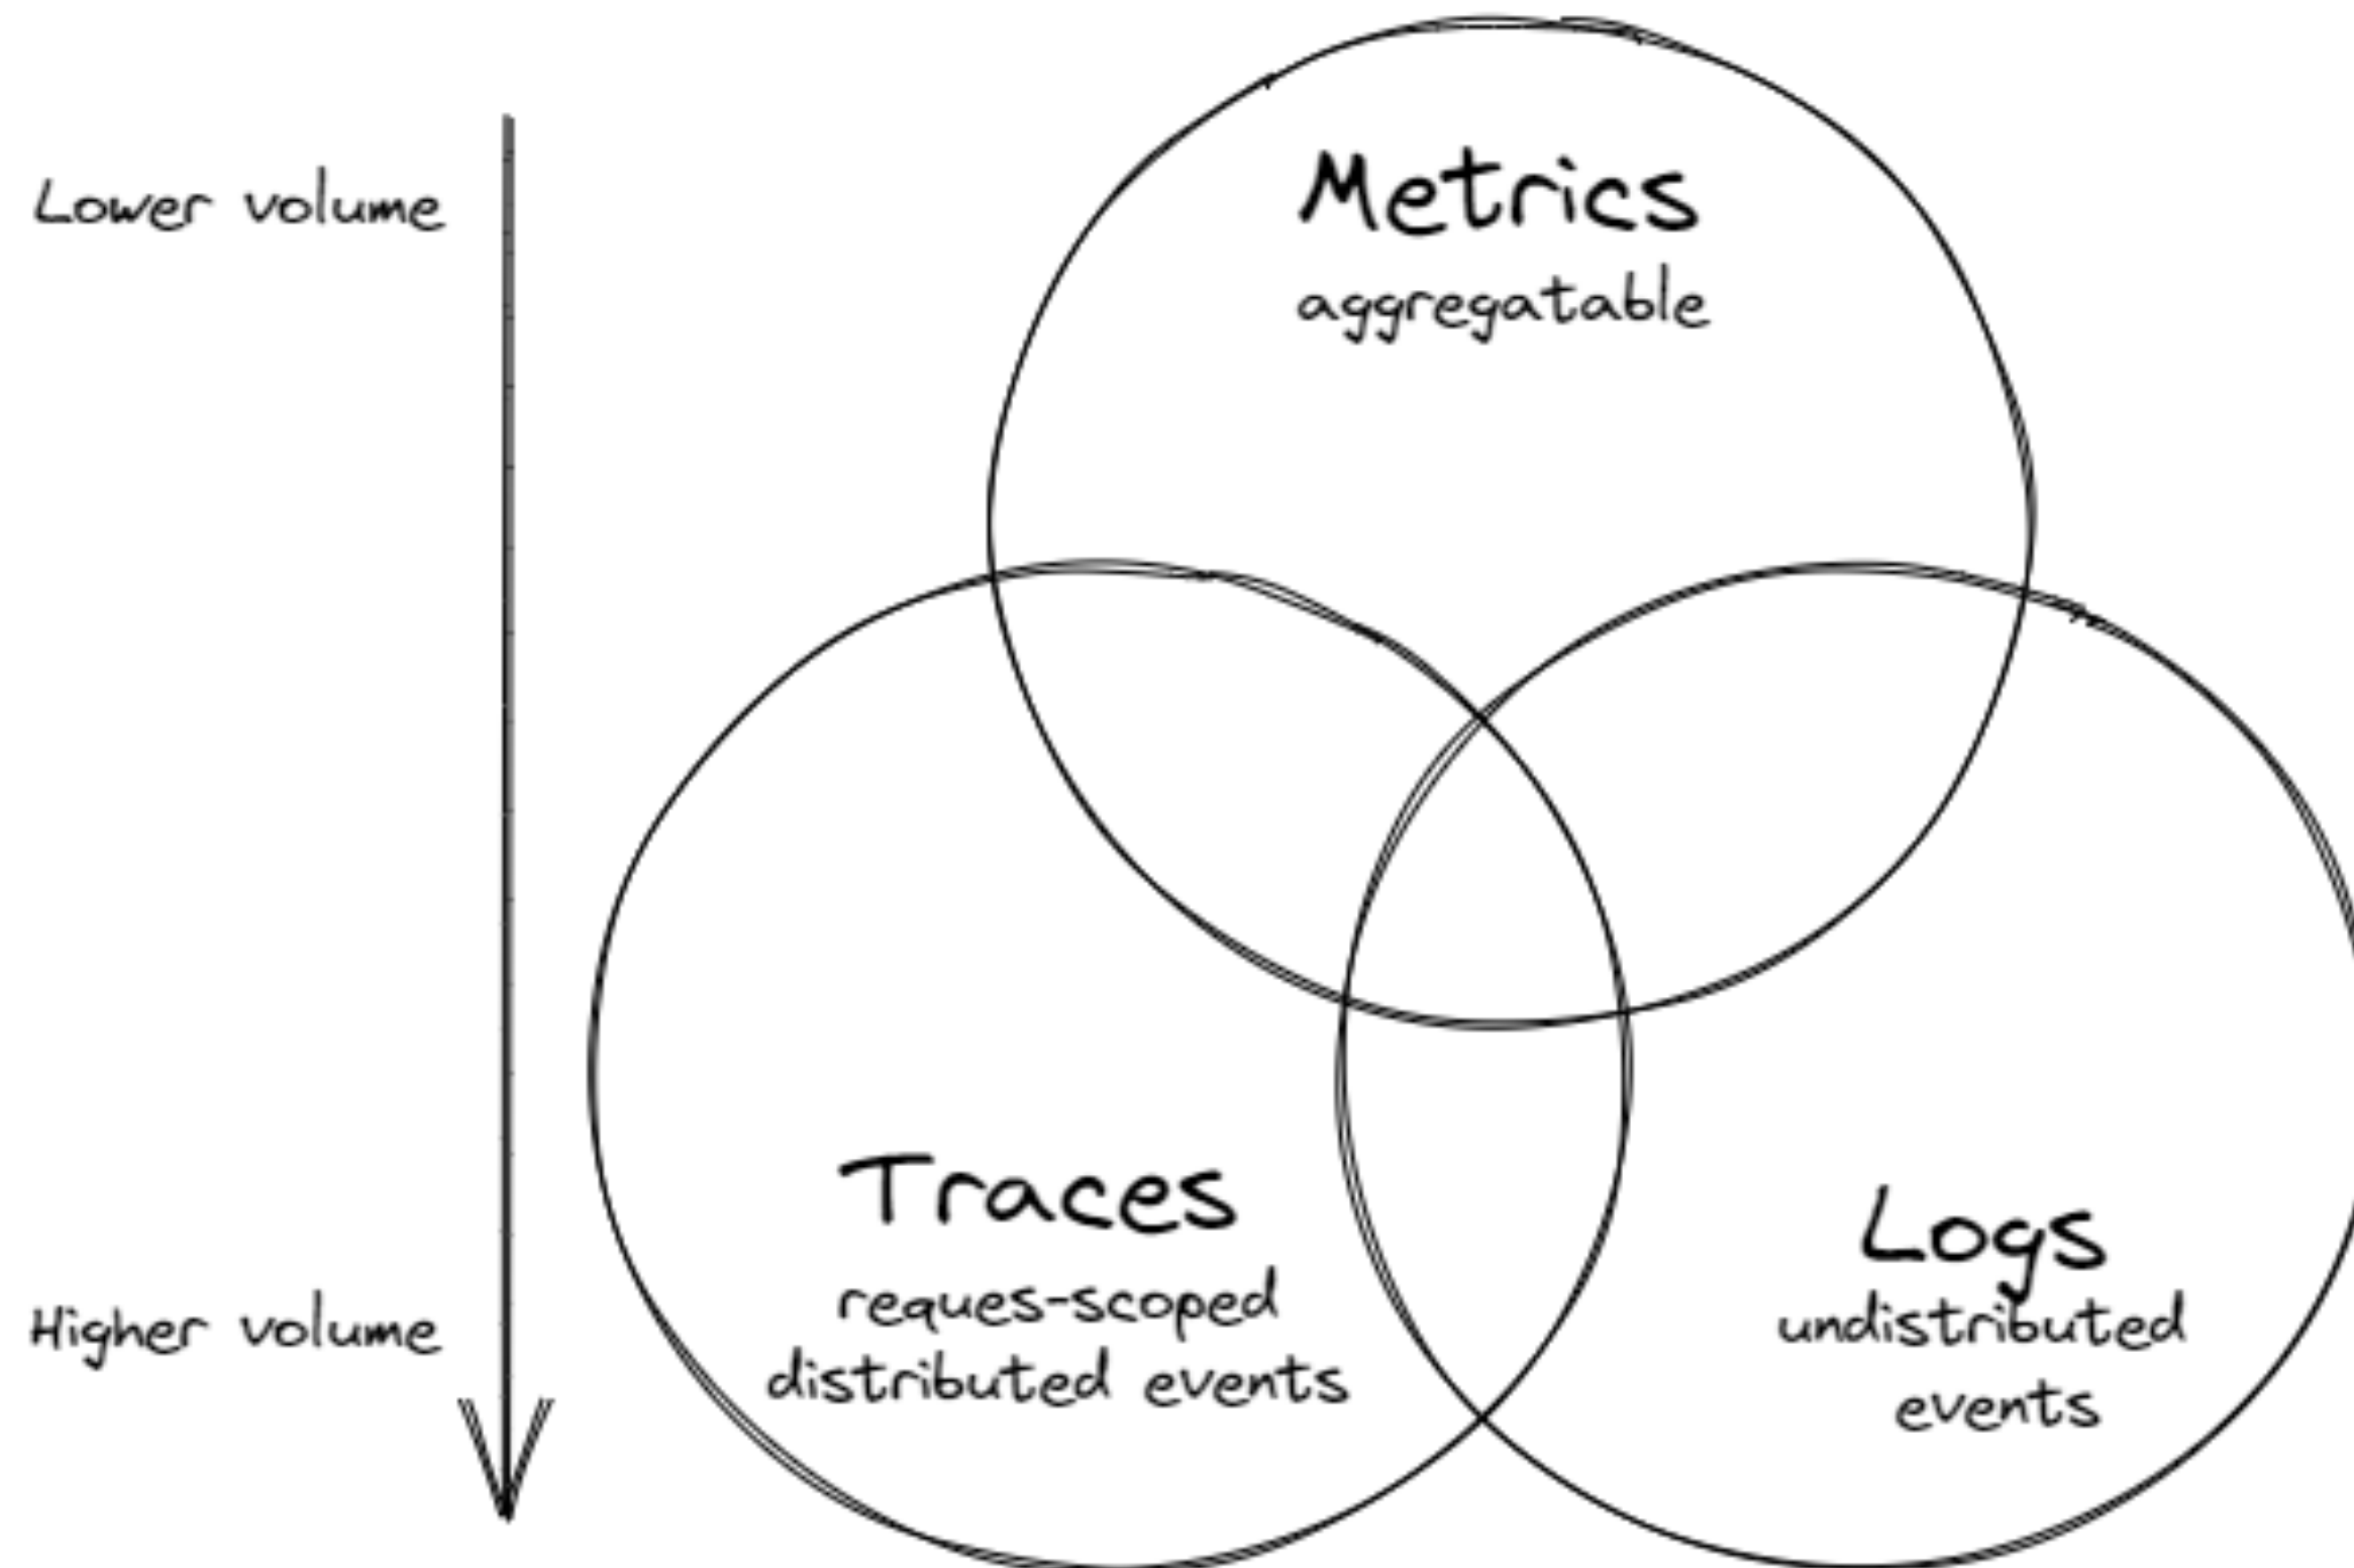 Lower volume
Metrics
aggregatable
Traces
reques-scoped
distributed events
Logs
undistributed
events
Higher volume